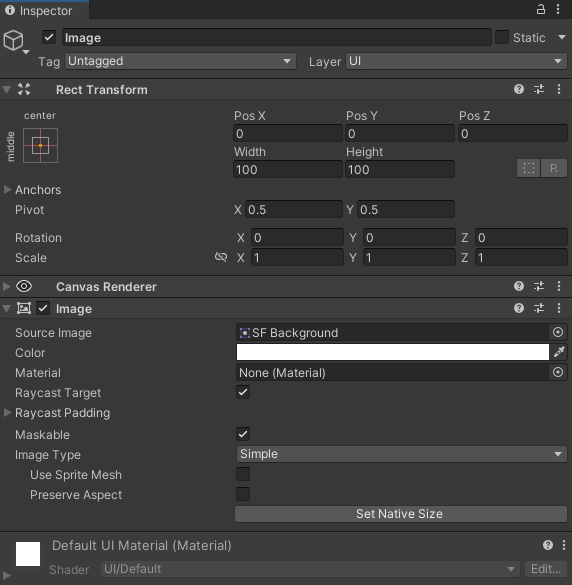 Inspector
Image
Static
Tag Untagged Layer UI
Rect Transform
center
middle
Pos X Pos Y Pos Z
0 0 0
Width Height
100 100
R
Anchors
Pivot X 0.5 Y 0.5
Rotation X 0 Y 0 Z 0
Scale X 1 Y 1 Z 1
Canvas Renderer
Image
Source Image SF Background
Color
Material None (Material)
Raycast Target
Raycast Padding
Maskable
Image Type Simple
Use Sprite Mesh
Preserve Aspect
Set Native Size
Default UI Material (Material)
Shader UI/Default Edit...